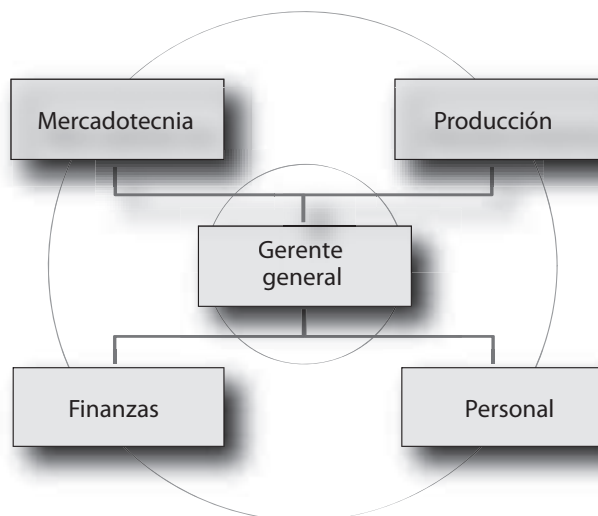 Mercadotecnia
Producción
Gerente
general
Finanzas
Personal